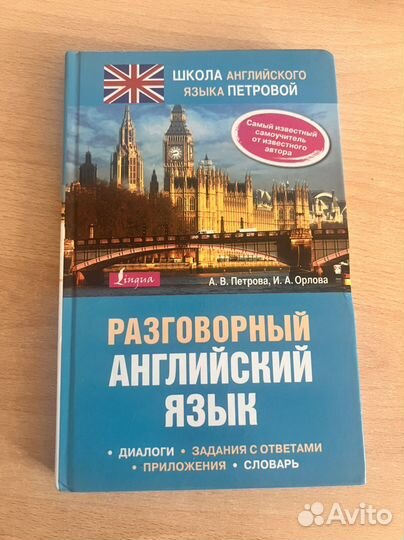 ШКОЛА АНГЛИЙСКОГО
ЯЗЫКА ПЕТРОВОЙ
Самый известный
самоучитель
от известного
автора
Lingua
А. В. Петрова, И. А. Орлова
РАЗГОВОРНЫЙ
АНГЛИЙСКИЙ
ЯЗЫК
• ДИАЛОГИ • ЗАДАНИЯ С ОТВЕТАМИ
• ПРИЛОЖЕНИЯ • СЛОВАРЬ
Avito